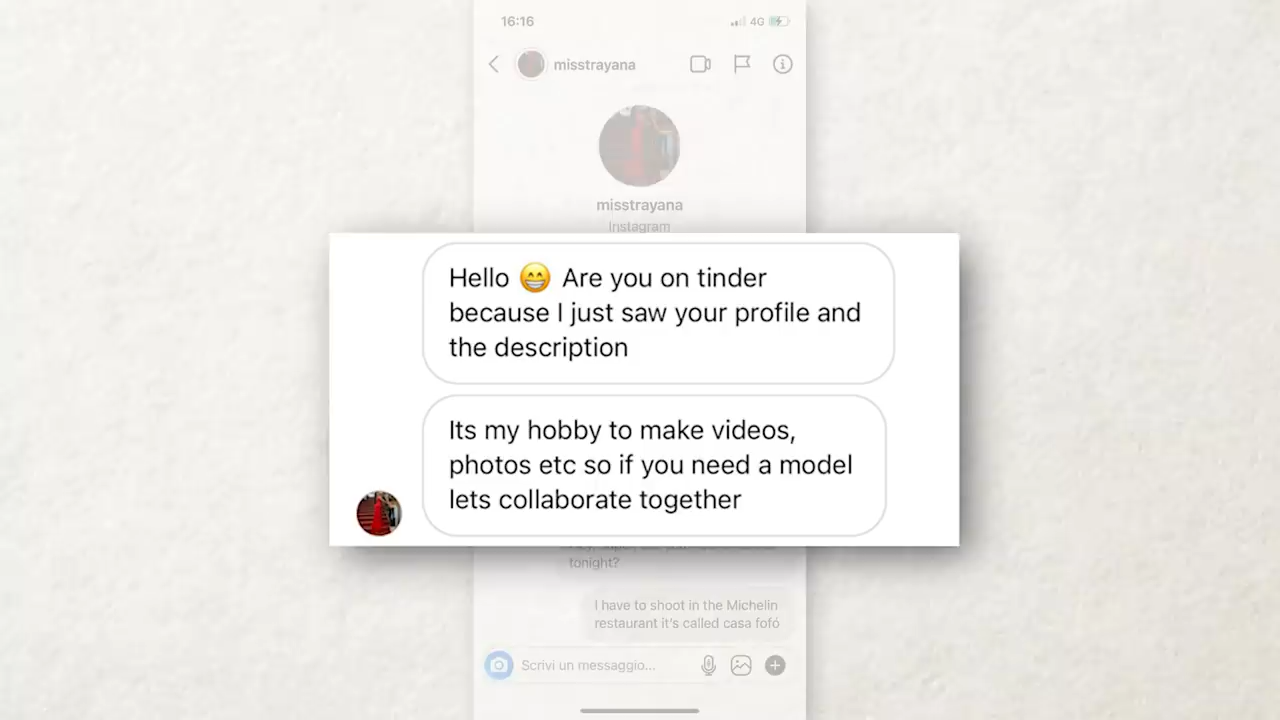 16:16
4G
misstrayana
misstrayana
Instagram
Hello 😁 Are you on tinder
because I just saw your profile and
the description
Its my hobby to make videos,
photos etc so if you need a model
lets collaborate together
tonight?
I have to shoot in the Michelin
restaurant it's called casa fofó
Scrivi un messaggio...